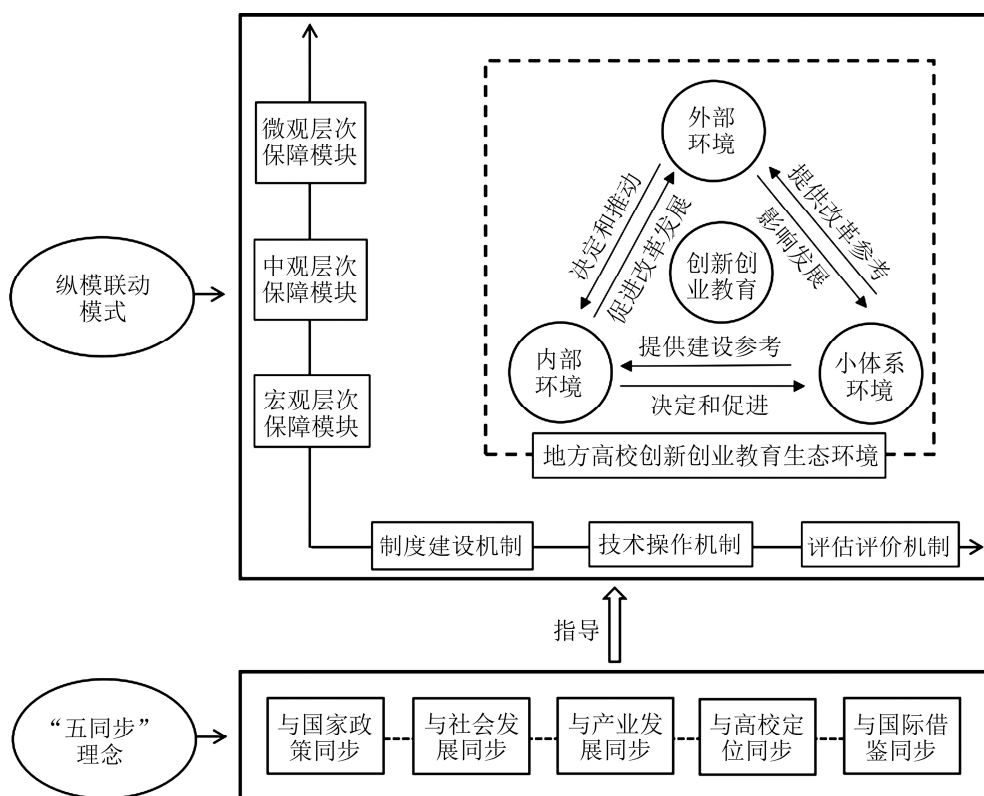 微观层次
保障模块
中观层次
保障模块
宏观层次
保障模块
纵模联动
模式
外部
环境
决定和推动
促进改革发展
提供改革参考
影响发展
创新创
业教育
内部
环境
提供建设参考
决定和促进
小体系
环境
地方高校创新创业教育生态环境
制度建设机制
技术操作机制
评估评价机制
指导
“五同步”
理念
与国家政
策同步
与社会发
展同步
与产业发
展同步
与高校定
位同步
与国际借
鉴同步